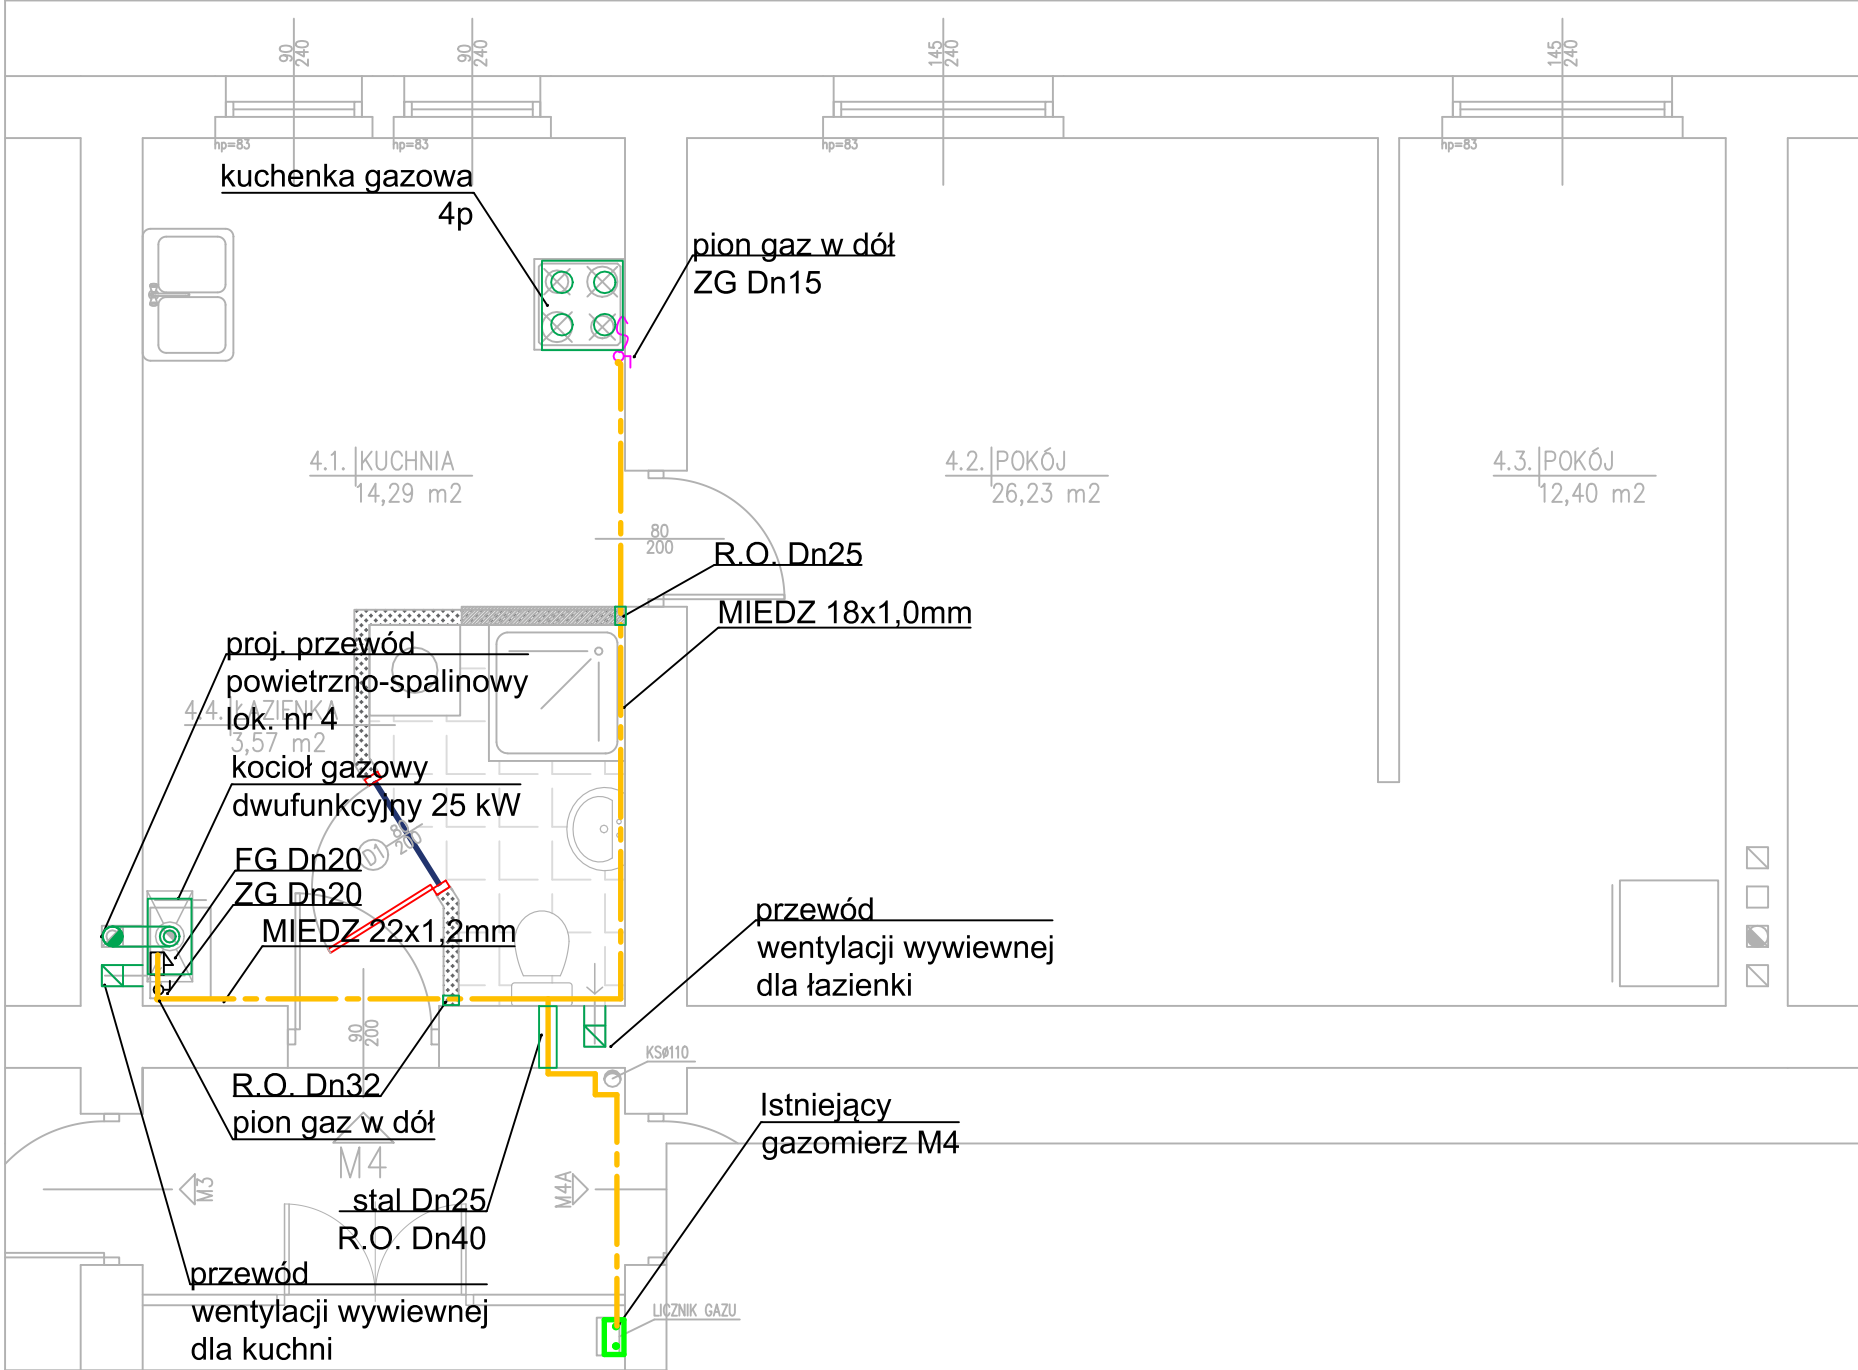 90
240
90
240
145
240
145
240
hp=83
hp=83
hp=83
hp=83
kuchenka gazowa
4p
pion gaz w dół
ZG Dn15
4.1. KUCHNIA
14,29 m2
4.2. POKÓJ
26,23 m2
4.3. POKÓJ
12,40 m2
80
200
R.O. Dn25
MIEDZ 18x1,0mm
proj. przewód
powietrzno-spalinowy
lok. nr 4
4.4. ŁAZIENKA
3,57 m2
kocioł gazowy
dwufunkcyjny 25 kW
D1
80
200
FG Dn20
ZG Dn20
MIEDZ 22x1,2mm
przewód
wentylacji wywiewnej
dla łazienki
90
200
KSø110
R.O. Dn32
pion gaz w dół
Istniejący
gazomierz M4
M4
M3
M4A
stal Dn25
R.O. Dn40
przewód
wentylacji wywiewnej
dla kuchni
LICZNIK GAZU